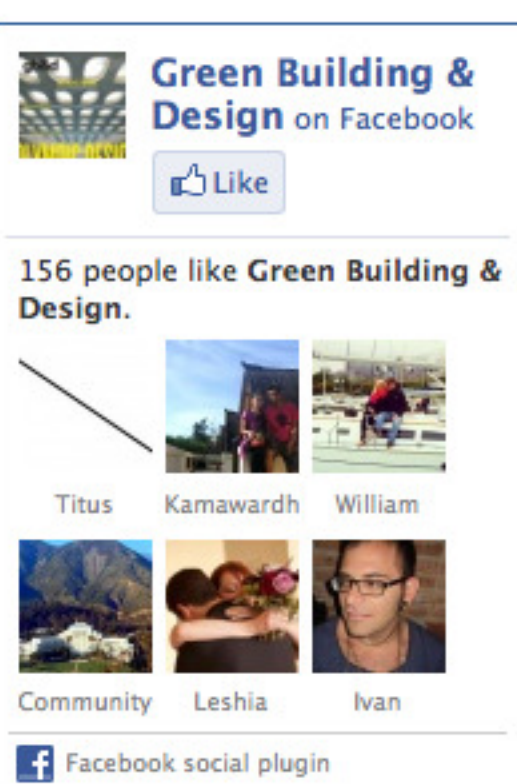 Green Building &
Design on Facebook
Like
156 people like Green Building &
Design.
Titus Kamawardh William
Community Leshia Ivan
Facebook social plugin